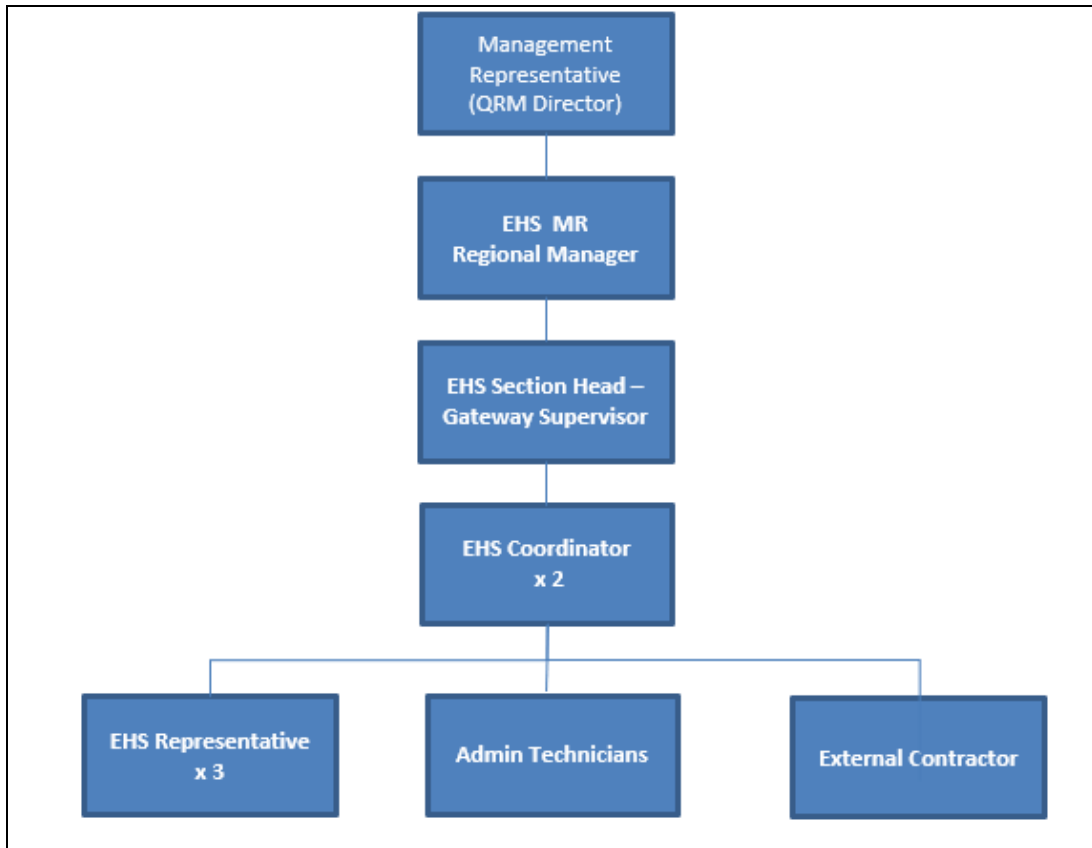 Management
Representative
(QRM Director)
EHS  MR
Regional Manager
EHS Section Head –
Gateway Supervisor
EHS Coordinator
x 2
EHS Representative
x 3
Admin Technicians
External Contractor